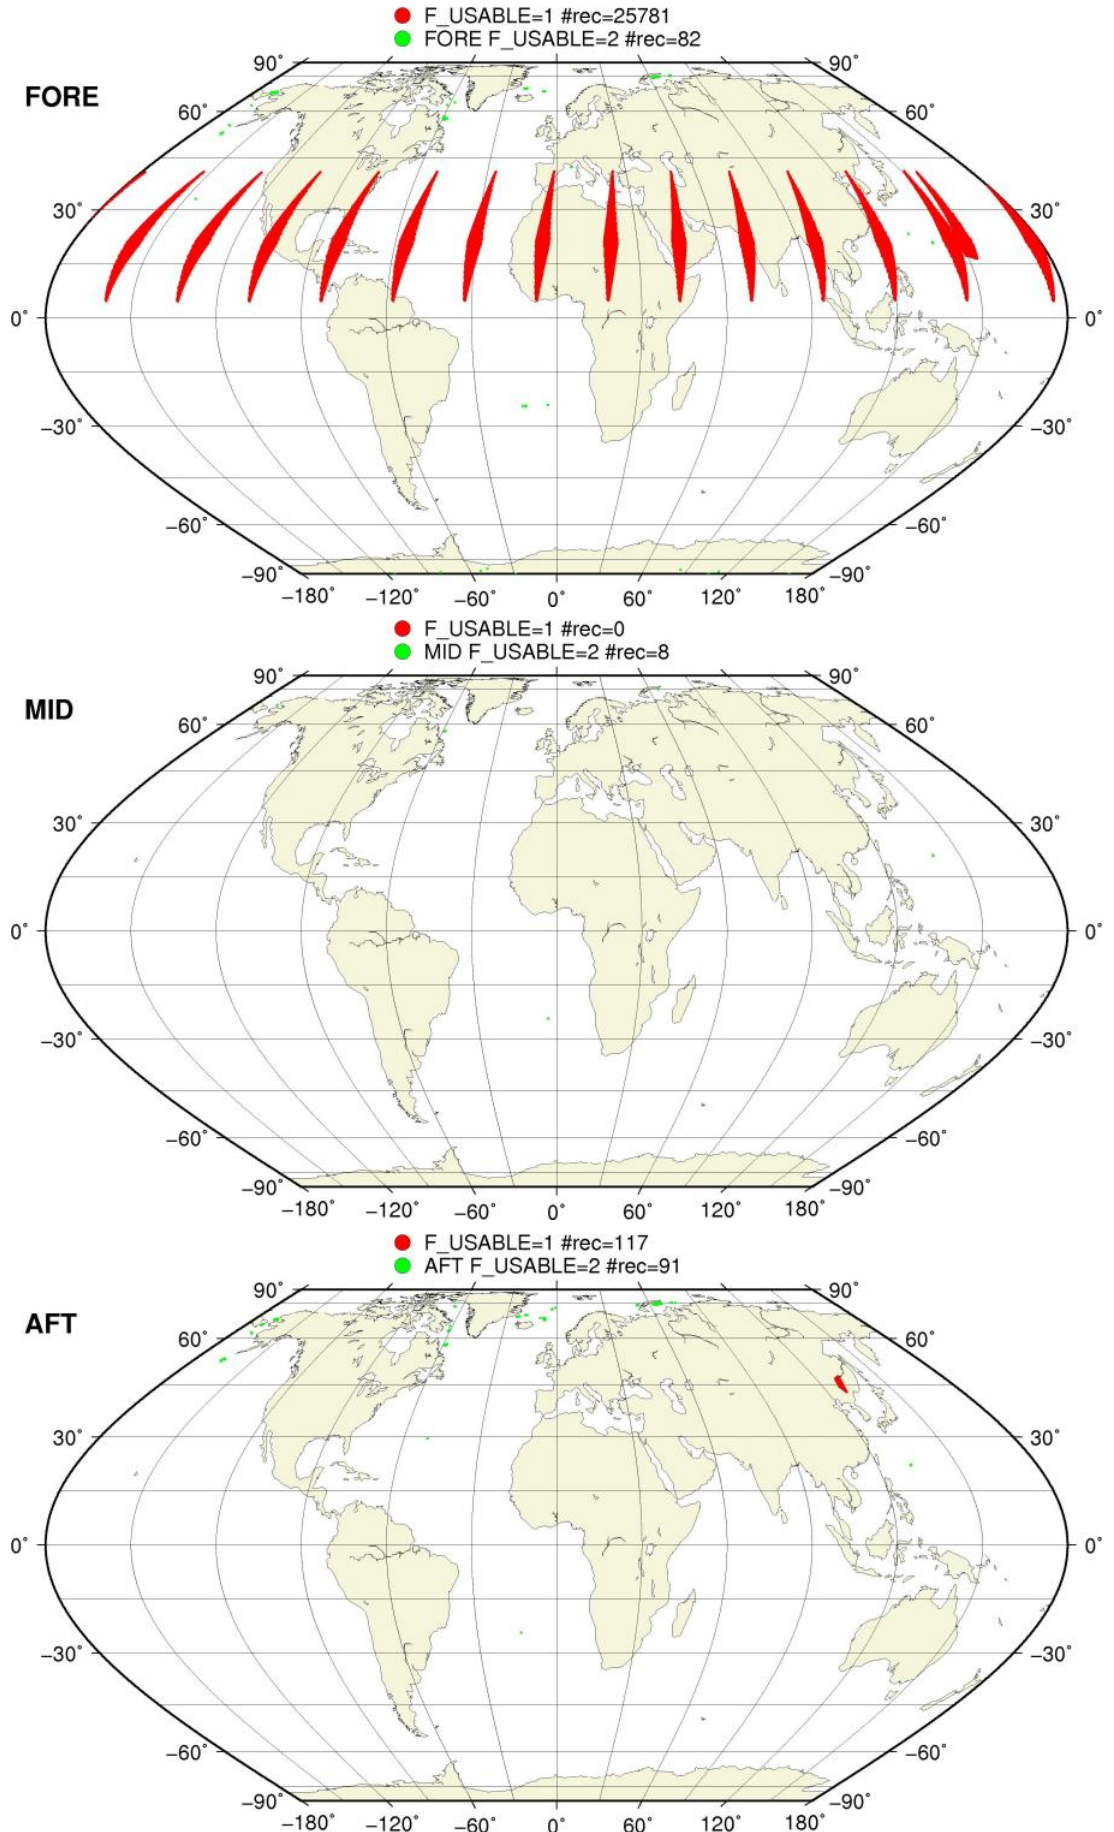 F_USABLE=1 #rec=25781
FORE F_USABLE=2 #rec=82
FORE
90° 90°
60° 60°
30° 30°
0° 0°
−30° −30°
−60° −60°
−90° −90°
−180° −120° −60° 0° 60° 120° 180°
F_USABLE=1 #rec=0
MID F_USABLE=2 #rec=8
MID
90° 90°
60° 60°
30° 30°
0° 0°
−30° −30°
−60° −60°
−90° −90°
−180° −120° −60° 0° 60° 120° 180°
F_USABLE=1 #rec=117
AFT F_USABLE=2 #rec=91
AFT
90° 90°
60° 60°
30° 30°
0° 0°
−30° −30°
−60° −60°
−90° −90°
−180° −120° −60° 0° 60° 120° 180°